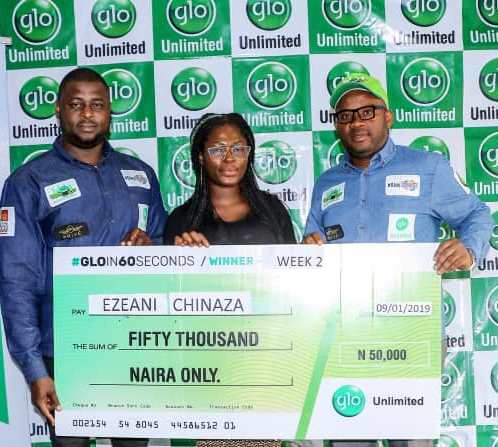 glo
Unlimited
#GLOIN60SECONDS / WINNER - WEEK 2
PAY EZEANI CHINAZA 09/01/2019
THE SUM OF FIFTY THOUSAND N 50,000
NAIRA ONLY.
glo Unlimited
002154 54 8045 44586512 01